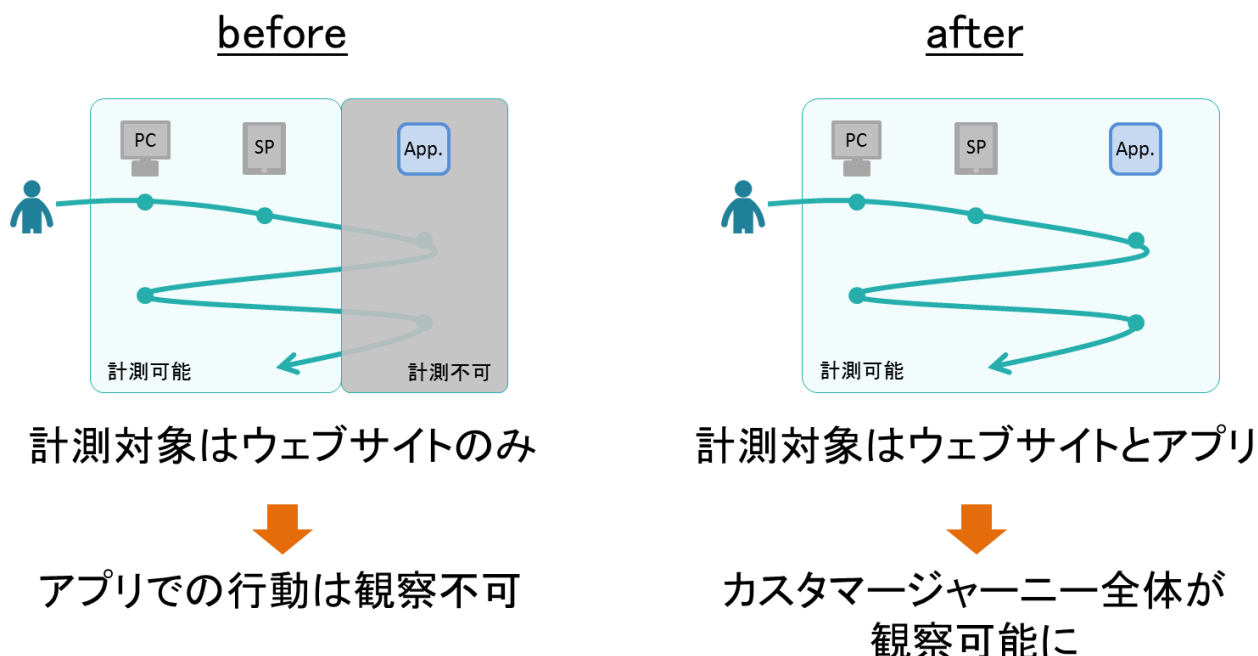 before
PC
SP
App.
計測可能
計測不可
計測対象はウェブサイトのみ
アプリでの行動は観察不可
after
PC
SP
App.
計測可能
計測対象はウェブサイトとアプリ
カスタマージャーニー全体が
観察可能に